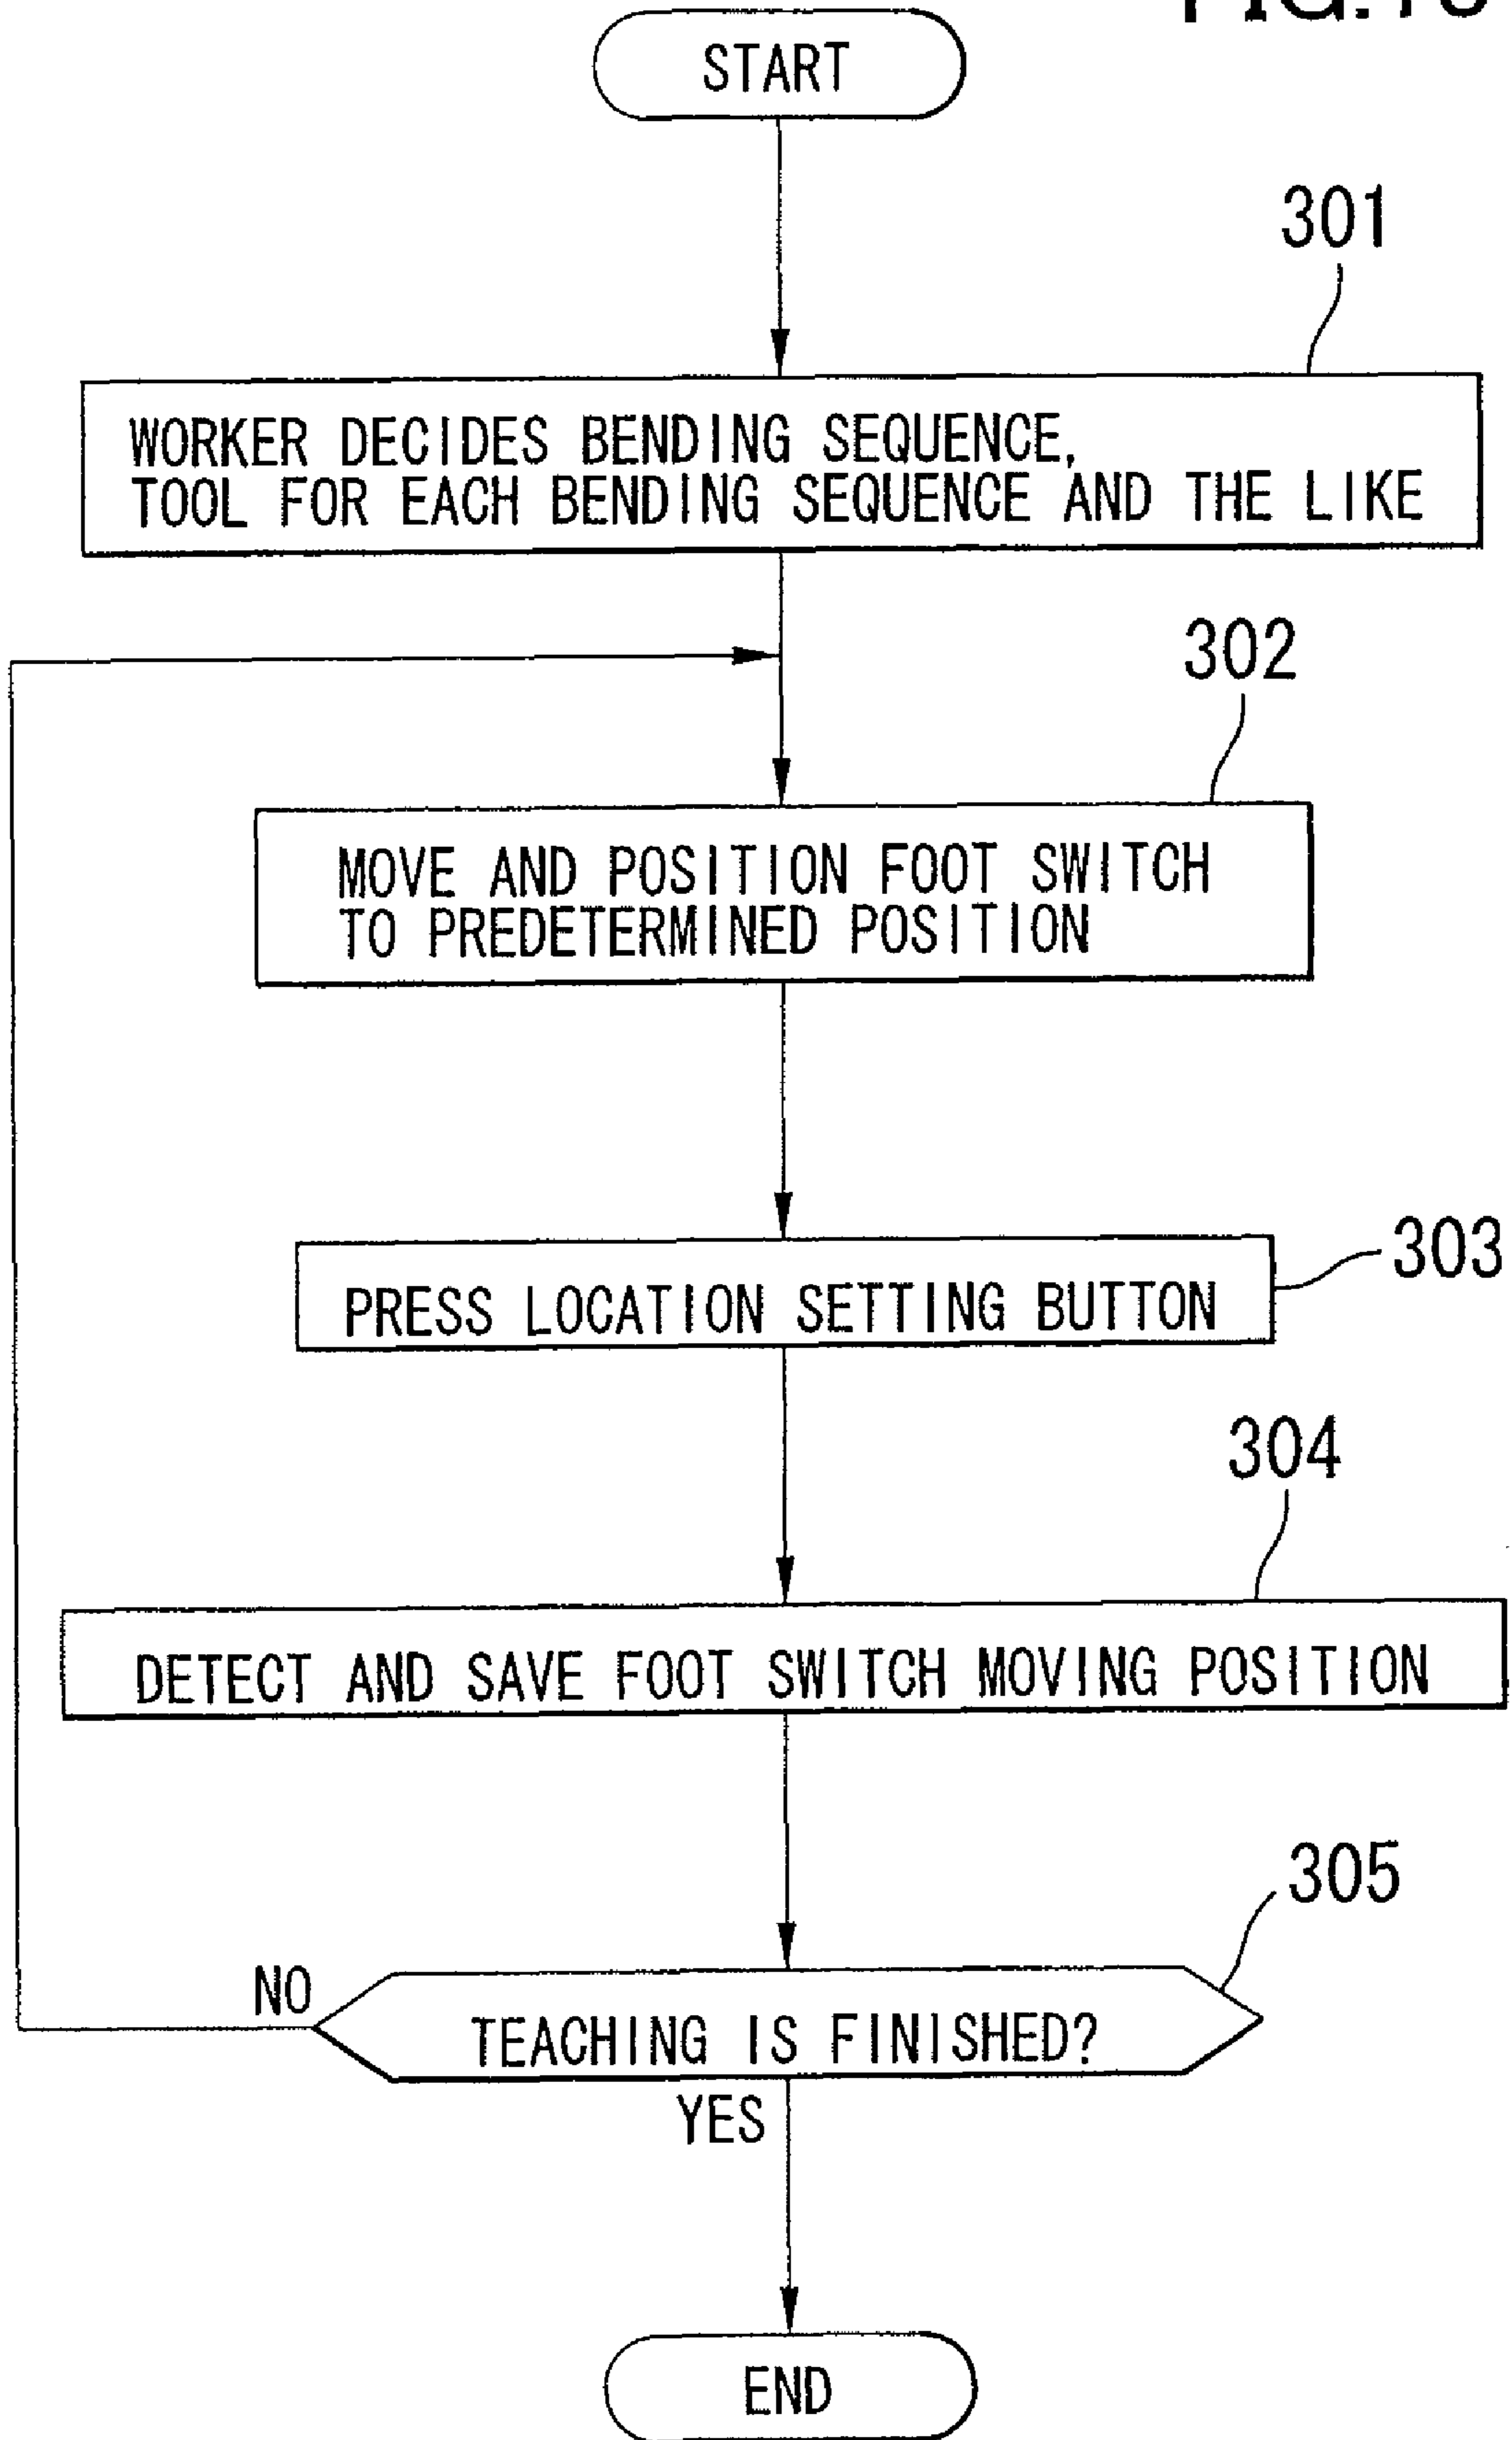 START
301
WORKER DECIDES BENDING SEQUENCE,
TOOL FOR EACH BENDING SEQUENCE AND THE LIKE
302
MOVE AND POSITION FOOT SWITCH
TO PREDETERMINED POSITION
303
PRESS LOCATION SETTING BUTTON
304
DETECT AND SAVE FOOT SWITCH MOVING POSITION
305
NO
TEACHING IS FINISHED?
YES
END